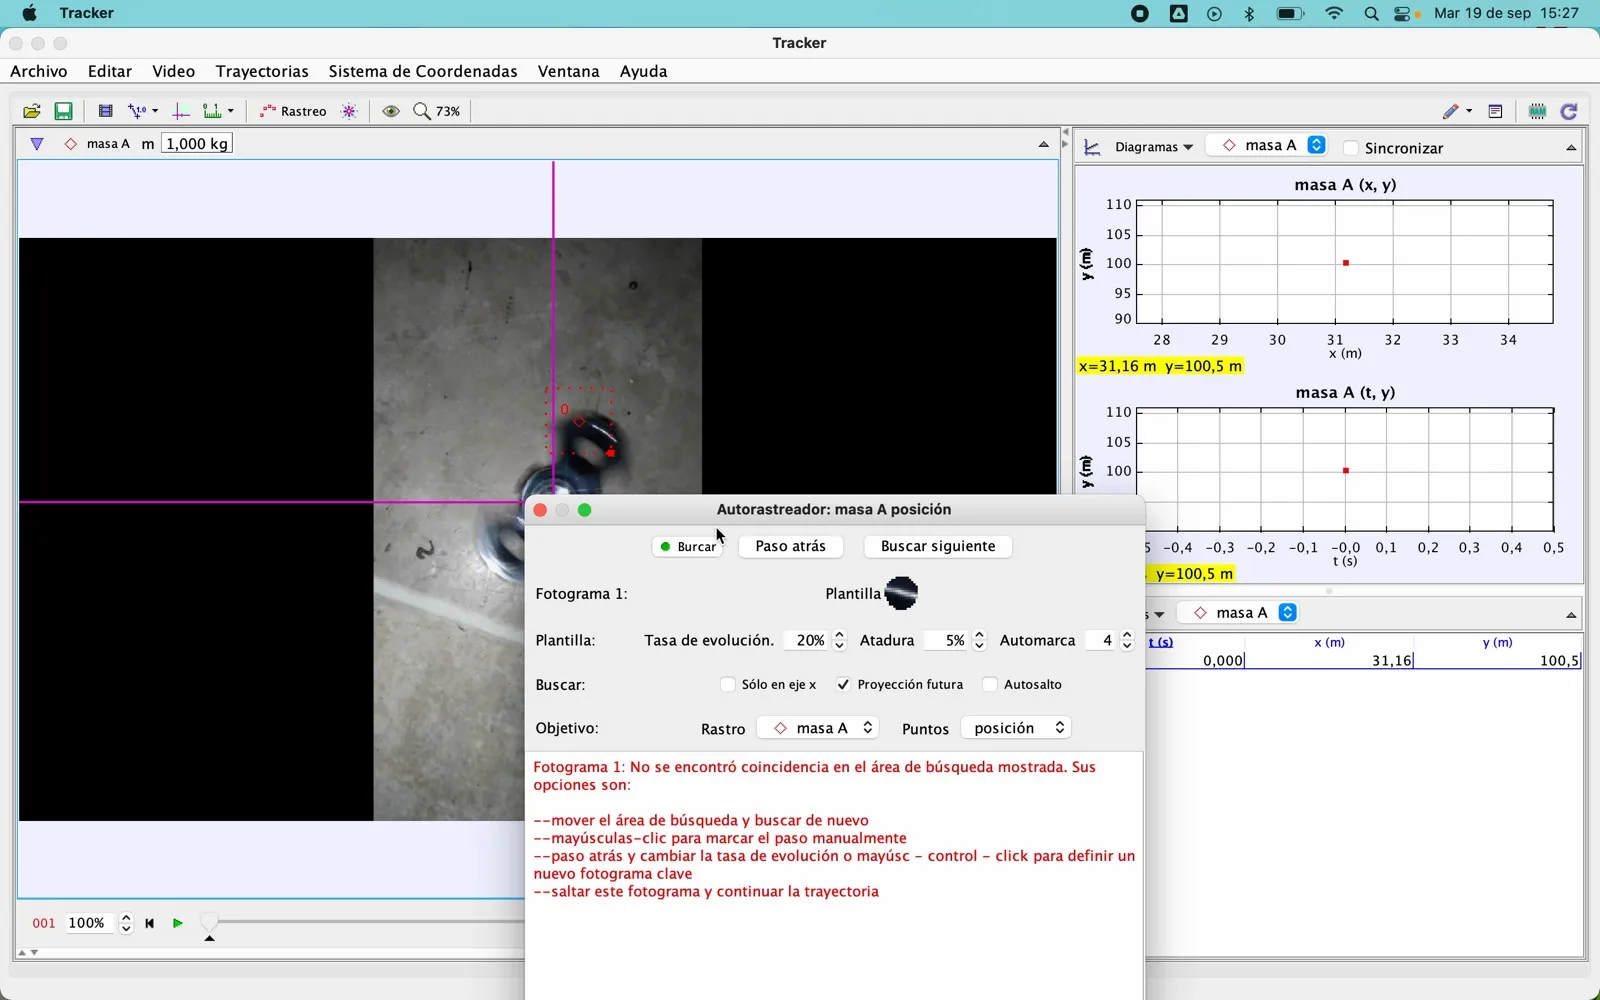 Tracker
Mar 19 de sep 15:27
Tracker
Archivo Editar Video Trayectorias Sistema de Coordenadas Ventana Ayuda
+1.0 0 1 Rastreo 73%
masa A m 1,000 kg
Diagramas masa A Sincronizar
masa A (x, y)
110
105
100
95
90
y (m)
28 29 30 31 32 33 34
x (m)
x=31,16 m y=100,5 m
masa A (t, y)
110
105
100
y (m)
5 -0,4 -0,3 -0,2 -0,1 -0,0 0,1 0,2 0,3 0,4 0,5
t (s)
y=100,5 m
0
2
Autorastreador: masa A posición
Burcar Paso atrás Buscar siguiente
Fotograma 1: Plantilla
Plantilla: Tasa de evolución. 20% Atadura 5% Automarca 4
Buscar: Sólo en eje x Proyección futura Autosalto
Objetivo: Rastro masa A Puntos posición
Fotograma 1: No se encontró coincidencia en el área de búsqueda mostrada. Sus
opciones son:
--mover el área de búsqueda y buscar de nuevo
--mayúsculas-clic para marcar el paso manualmente
--paso atrás y cambiar la tasa de evolución o mayúsc - control - click para definir un
nuevo fotograma clave
--saltar este fotograma y continuar la trayectoria
s masa A
t (s) x (m) y (m)
0,000 31,16 100,5
001 100%